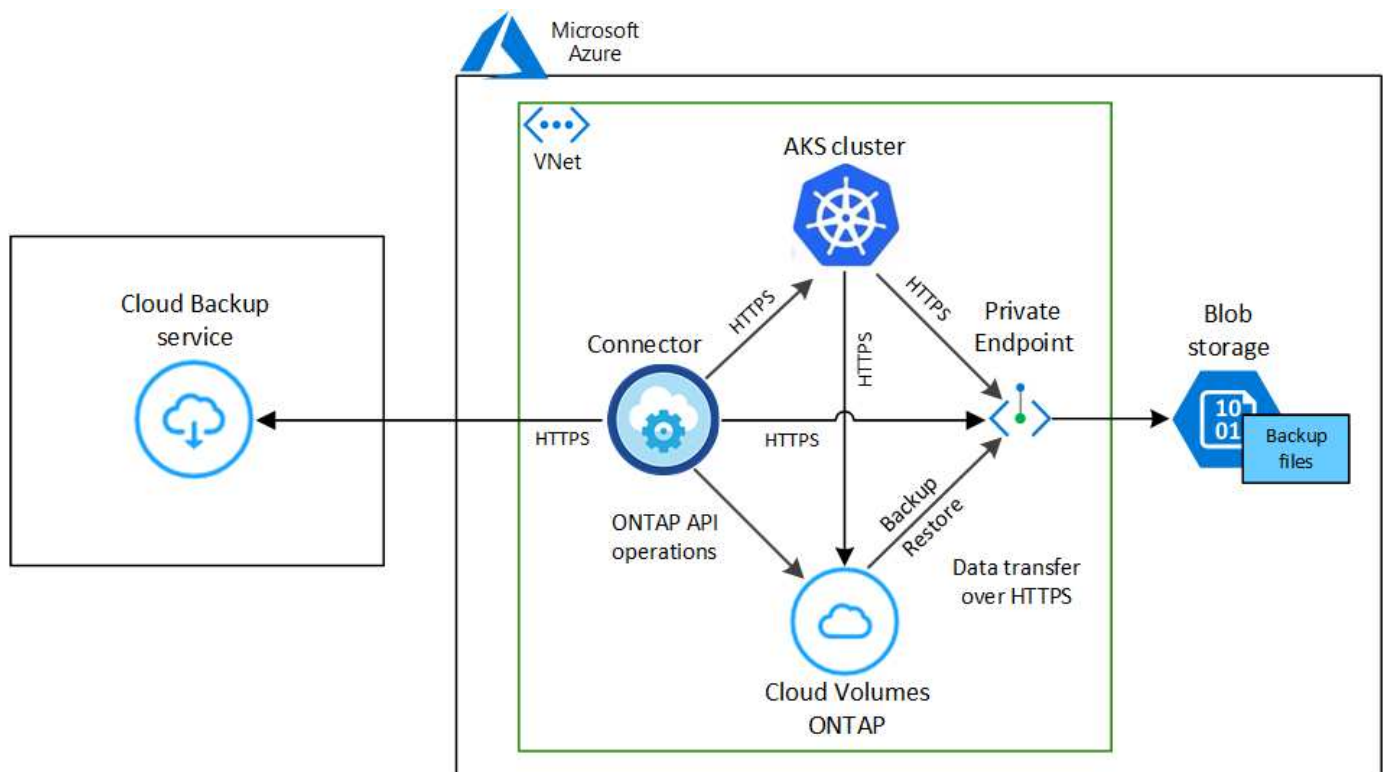 Microsoft
Azure
VNet
AKS cluster
Cloud Backup
service
Connector
HTTPS
HTTPS
HTTPS
Private
Endpoint
Blob
storage
10
01
Backup
files
HTTPS
HTTPS
ONTAP API
operations
Backup
Restore
Data transfer
over HTTPS
Cloud Volumes
ONTAP